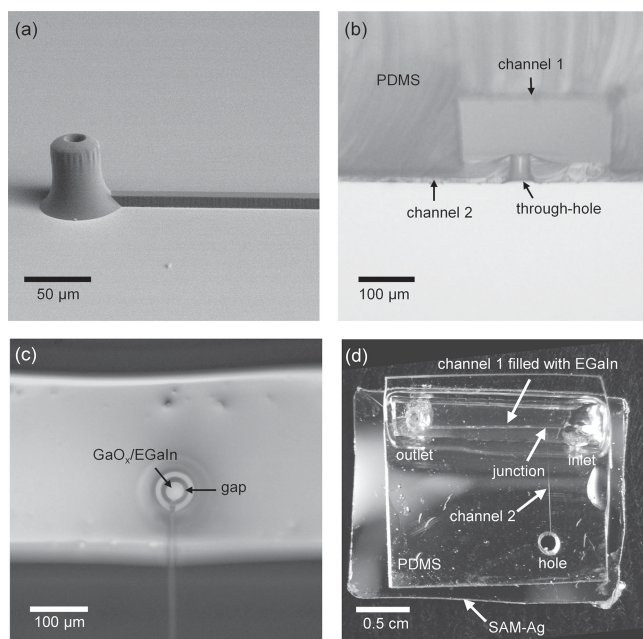 (a)
50 µm
(b)
channel 1
PDMS
channel 2
through-hole
100 µm
(c)
GaOₓ/EGaIn
gap
100 µm
(d)
channel 1 filled with EGaIn
outlet
inlet
junction
channel 2
PDMS
hole
0.5 cm
SAM-Ag